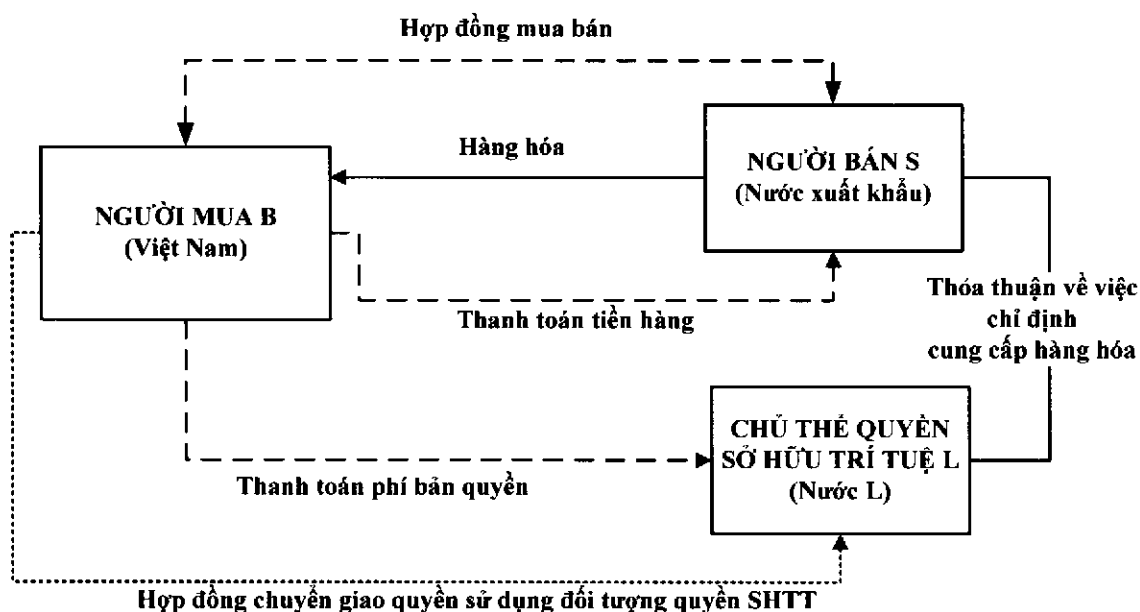 Hợp đồng mua bán
Hàng hóa
NGƯỜI BÁN S
(Nước xuất khẩu)
NGƯỜI MUA B
(Việt Nam)
Thanh toán tiền hàng
Thóa thuận về việc
chỉ định
cung cấp hàng hóa
CHỦ THỂ QUYỀN
SỞ HỮU TRÍ TUỆ L
(Nước L)
Thanh toán phí bản quyền
Hợp đồng chuyển giao quyền sử dụng đối tượng quyền SHTT